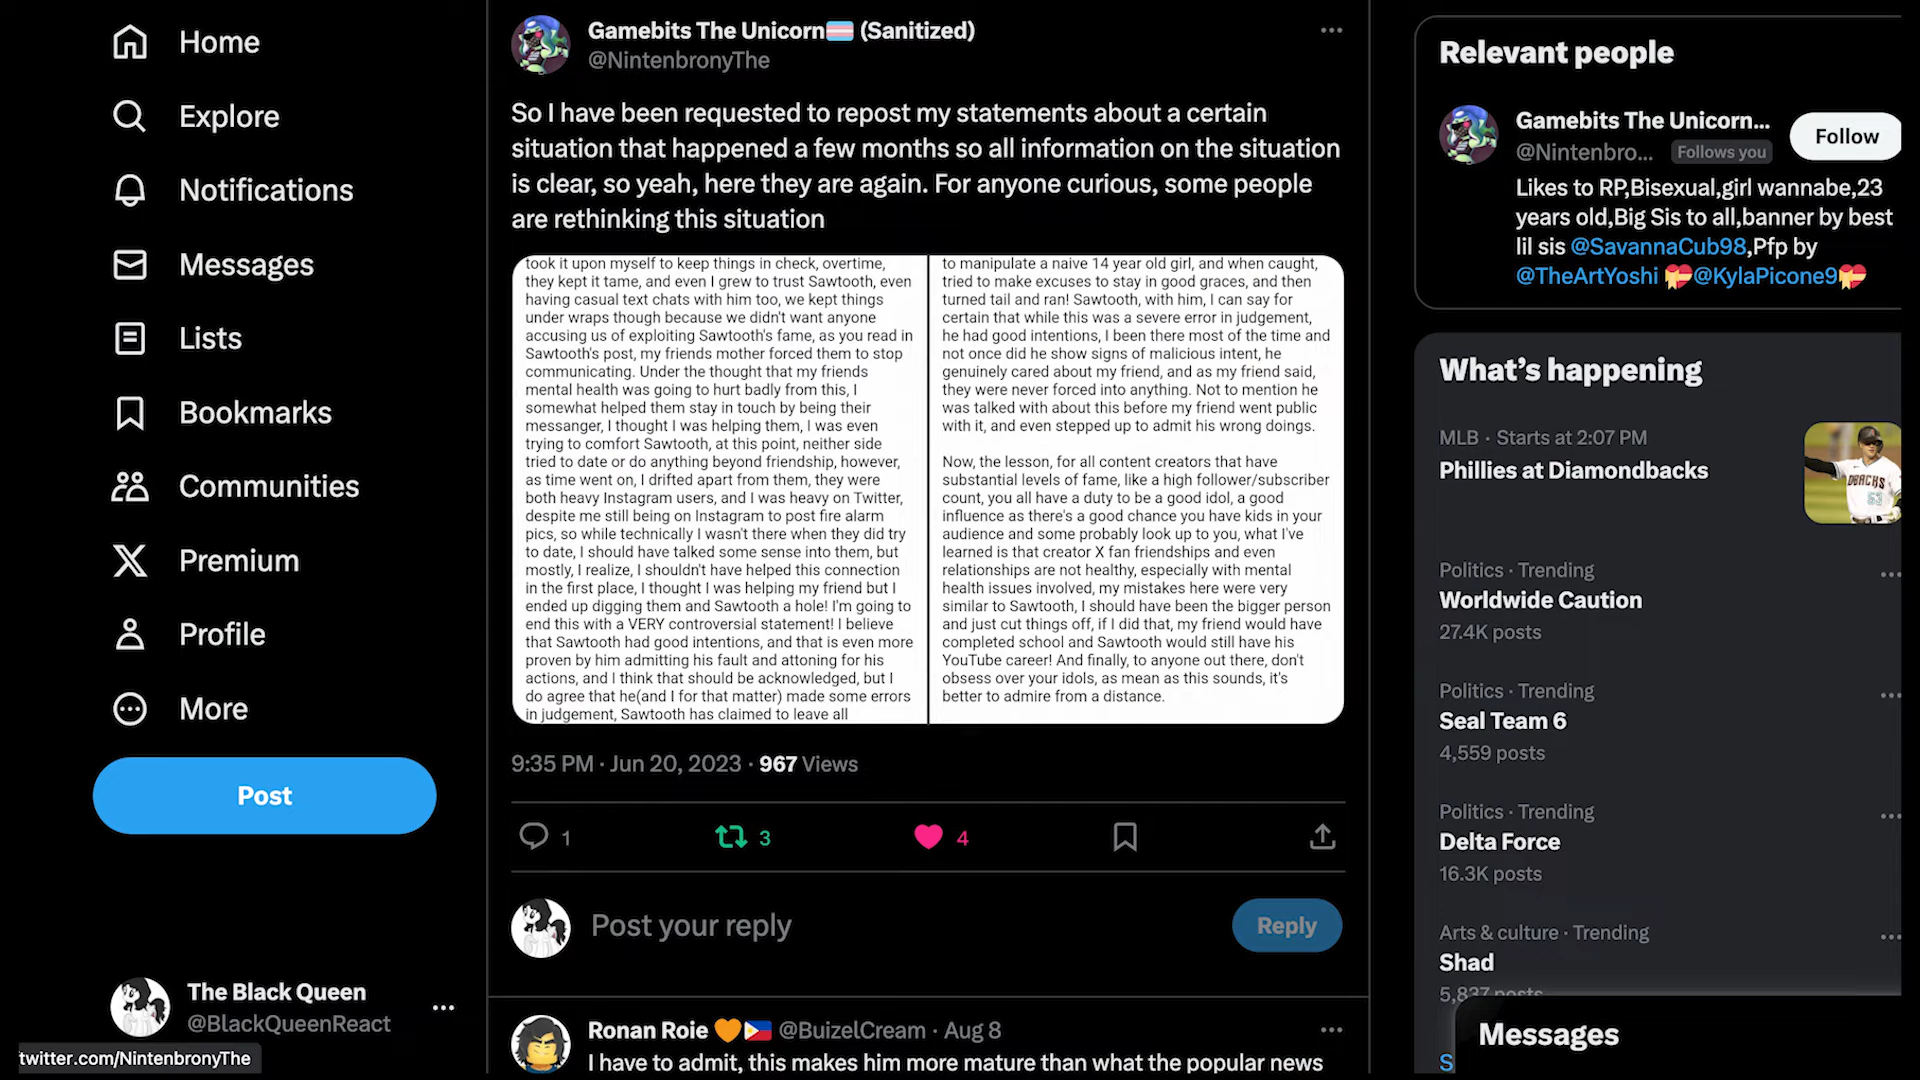 Home
Explore
Notifications
Messages
Lists
Bookmarks
Communities
Premium
Profile
More
Post
The Black Queen
@BlackQueenReact
twitter.com/NintenbronyThe
Gamebits The Unicorn (Sanitized)
@NintenbronyThe
So I have been requested to repost my statements about a certain
situation that happened a few months so all information on the situation
is clear, so yeah, here they are again. For anyone curious, some people
are rethinking this situation
took it upon myself to keep things in check, overtime,
they kept it tame, and even I grew to trust Sawtooth, even
having casual text chats with him too, we kept things
under wraps though because we didn't want anyone
accusing us of exploiting Sawtooth's fame, as you read in
Sawtooth's post, my friends mother forced them to stop
communicating. Under the thought that my friends
mental health was going to hurt badly from this, I
somewhat helped them stay in touch by being their
messanger, I thought I was helping them, I was even
trying to comfort Sawtooth, at this point, neither side
tried to date or do anything beyond friendship, however,
as time went on, I drifted apart from them, they were
both heavy Instagram users, and I was heavy on Twitter,
despite me still being on Instagram to post fire alarm
pics, so while technically I wasn't there when they did try
to date, I should have talked some sense into them, but
mostly, I realize, I shouldn't have helped this connection
in the first place, I thought I was helping my friend but I
ended up digging them and Sawtooth a hole! I'm going to
end this with a VERY controversial statement! I believe
that Sawtooth had good intentions, and that is even more
proven by him admitting his fault and attoning for his
actions, and I think that should be acknowledged, but I
do agree that he(and I for that matter) made some errors
in judgement, Sawtooth has claimed to leave all
to manipulate a naive 14 year old girl, and when caught,
tried to make excuses to stay in good graces, and then
turned tail and ran! Sawtooth, with him, I can say for
certain that while this was a severe error in judgement,
he had good intentions, I been there most of the time and
not once did he show signs of malicious intent, he
genuinely cared about my friend, and as my friend said,
they were never forced into anything. Not to mention he
was talked with about this before my friend went public
with it, and even stepped up to admit his wrong doings.
Now, the lesson, for all content creators that have
substantial levels of fame, like a high follower/subscriber
count, you all have a duty to be a good idol, a good
influence as there's a good chance you have kids in your
audience and some probably look up to you, what I've
learned is that creator X fan friendships and even
relationships are not healthy, especially with mental
health issues involved, my mistakes here were very
similar to Sawtooth, I should have been the bigger person
and just cut things off, if I did that, my friend would have
completed school and Sawtooth would still have his
YouTube career! And finally, to anyone out there, don't
obsess over your idols, as mean as this sounds, it's
better to admire from a distance.
9:35 PM · Jun 20, 2023 · 967 Views
1
3
4
Post your reply
Reply
Ronan Roie @BuizelCream · Aug 8
I have to admit, this makes him more mature than what the popular news
Relevant people
Gamebits The Unicorn...
@Nintenbro... Follows you
Follow
Likes to RP,Bisexual,girl wannabe,23
years old,Big Sis to all,banner by best
lil sis @SavannaCub98,Pfp by
@TheArtYoshi @KylaPicone9
What's happening
MLB · Starts at 2:07 PM
Phillies at Diamondbacks
Politics · Trending
Worldwide Caution
27.4K posts
Politics · Trending
Seal Team 6
4,559 posts
Politics · Trending
Delta Force
16.3K posts
Arts & culture · Trending
Shad
5,837 posts
S
Messages